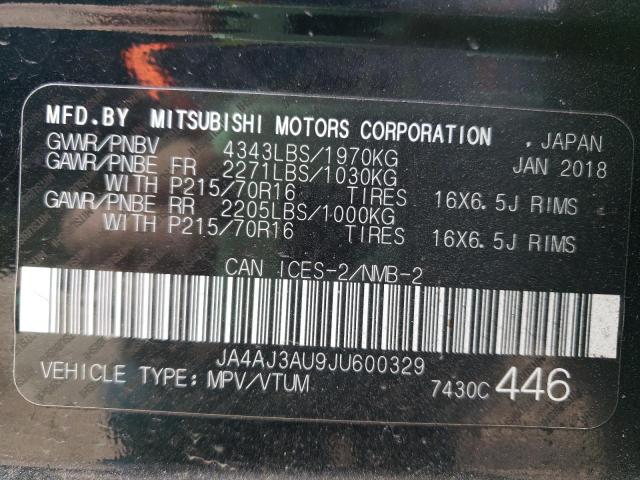 MFD.BY MITSUBISHI MOTORS CORPORATION . JAPAN
GWWR/PNBV 4343LBS/1970KG JAN 2018
GAWR/PNBE FR 2271LBS/1030KG
WITH P215/70R16 TIRES 16X6.5J RIMS
GAWR/PNBE RR 2205LBS/1000KG
WITH P215/70R16 TIRES 16X6.5J RIMS
CAN ICES-2/NMB-2
JA4AJ3AU9JU600329
VEHICLE TYPE: MPV/VTUM 7430C 446